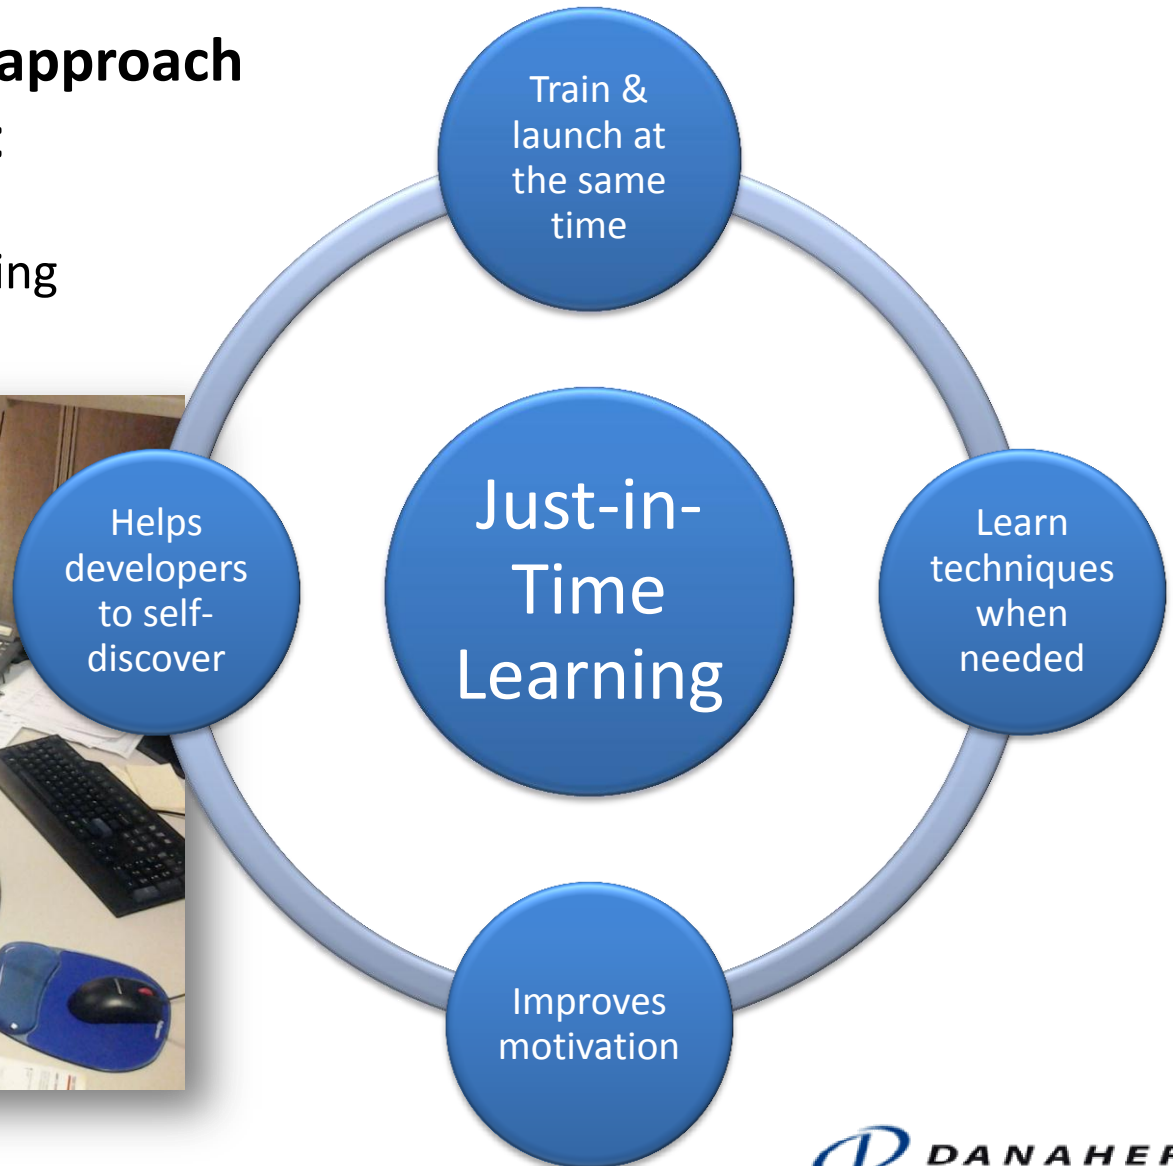 approach
:
ing
Train &
launch at
the same
time
Just-in-
Time
Learning
Helps
developers
to self-
discover
Learn
techniques
when
needed
Improves
motivation
DANAHER